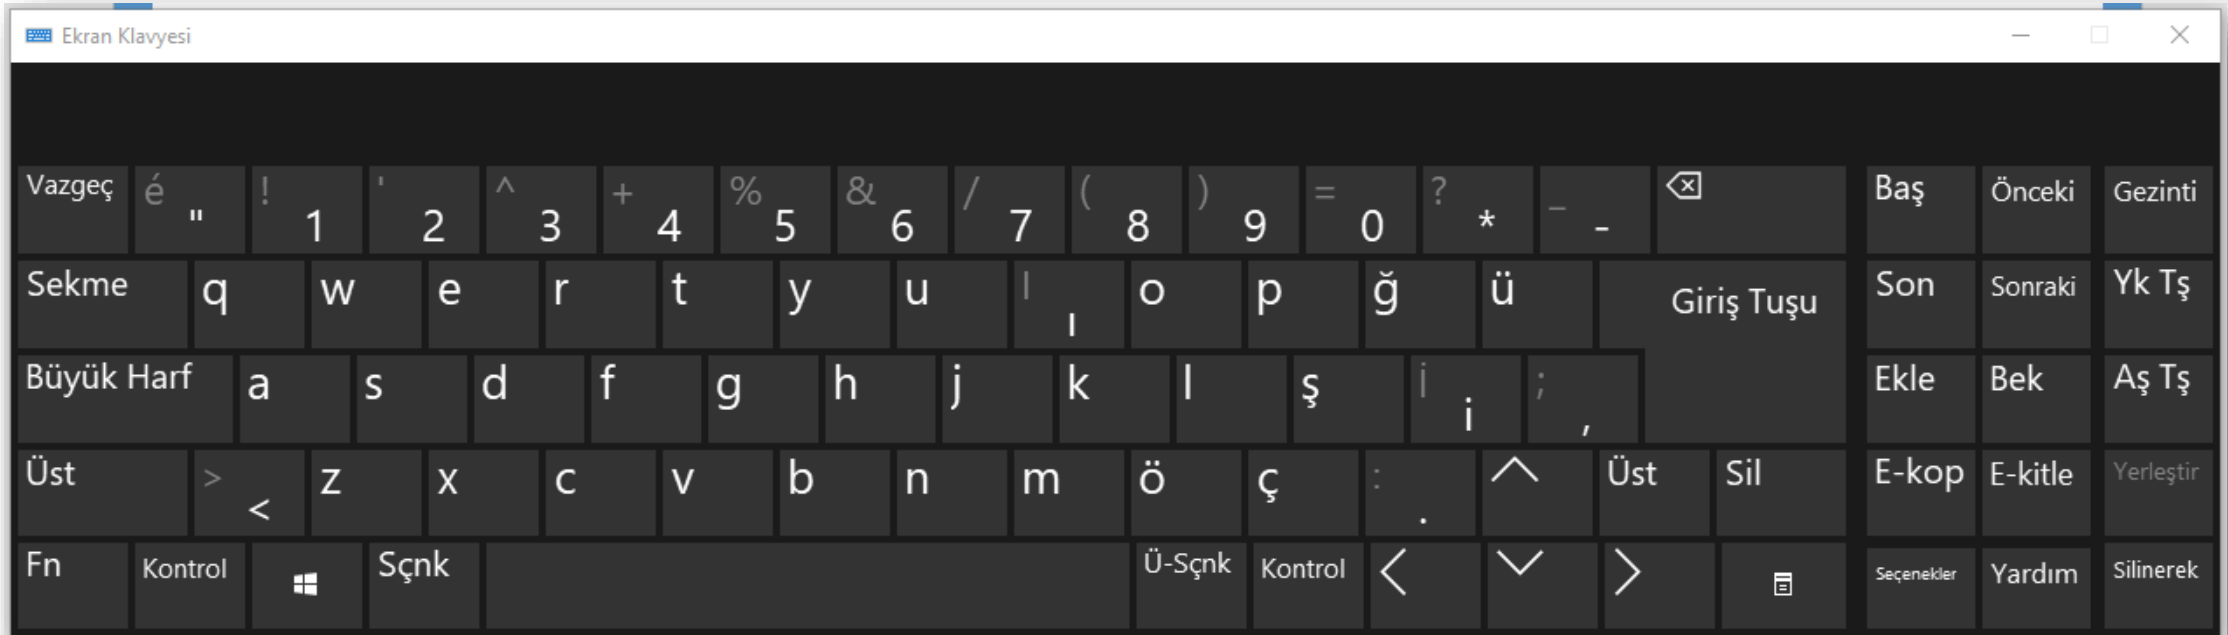 Ekran Klavyesi
Vazgeç é " ! 1 ' 2 ^ 3 + 4 % 5 & 6 / 7 ( 8 ) 9 = 0 ? * _ - Baş Önceki Gezinti
Sekme q w e r t y u I ı o p ğ ü Giriş Tuşu Son Sonraki Yk Tş
Büyük Harf a s d f g h j k l ş İ i ; , Ekle Bek Aş Tş
Üst > < z x c v b n m ö ç : . Üst Sil E-kop E-kitle Yerleştir
Fn Kontrol Sçnk Ü-Sçnk Kontrol Seçenekler Yardım Silinerek